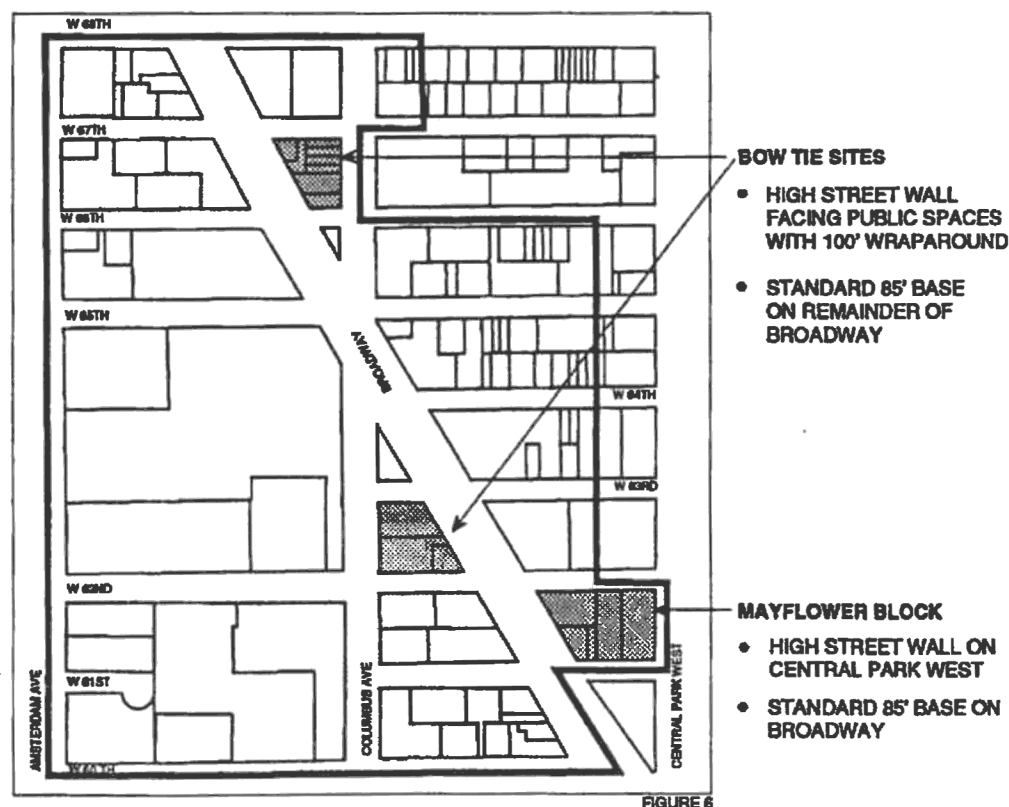 W 68TH
W 67TH
W 66TH
W 65TH
BROADWAY
W 64TH
W 63RD
W 62ND
W 61ST
W 60 TH
AMSTERDAM AVE
COLUMBUS AVE
CENTRAL PARK WEST
BOW TIE SITES
• HIGH STREET WALL
FACING PUBLIC SPACES
WITH 100' WRAPAROUND
• STANDARD 85' BASE
ON REMAINDER OF
BROADWAY
MAYFLOWER BLOCK
• HIGH STREET WALL ON
CENTRAL PARK WEST
• STANDARD 85' BASE ON
BROADWAY
FIGURE 6